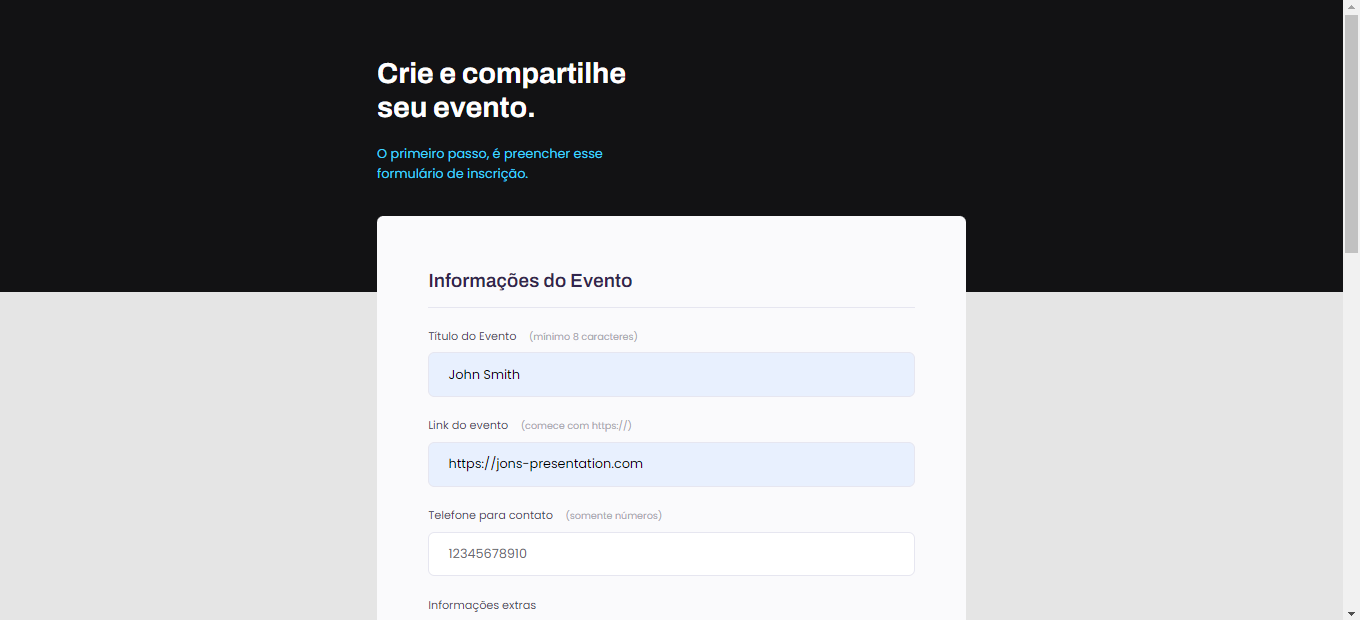 Crie e compartilhe
seu evento.
O primeiro passo, é preencher esse
formulário de inscrição.
Informações do Evento
Título do Evento (mínimo 8 caracteres)
John Smith
Link do evento (comece com https://)
https://jons-presentation.com
Telefone para contato (somente números)
12345678910
Informações extras